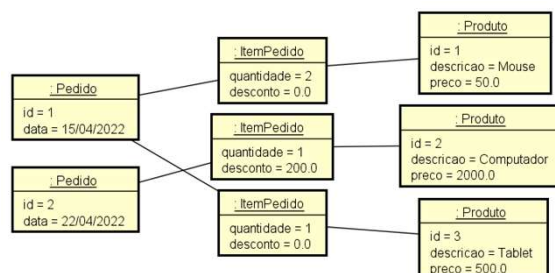 : Pedido
id = 1
data = 15/04/2022
: Pedido
id = 2
data = 22/04/2022
: ItemPedido
quantidade = 2
desconto = 0.0
: ItemPedido
quantidade = 1
desconto = 200.0
: ItemPedido
quantidade = 1
desconto = 0.0
: Produto
id = 1
descricao = Mouse
preco = 50.0
: Produto
id = 2
descricao = Computador
preco = 2000.0
: Produto
id = 3
descricao = Tablet
preco = 500.0